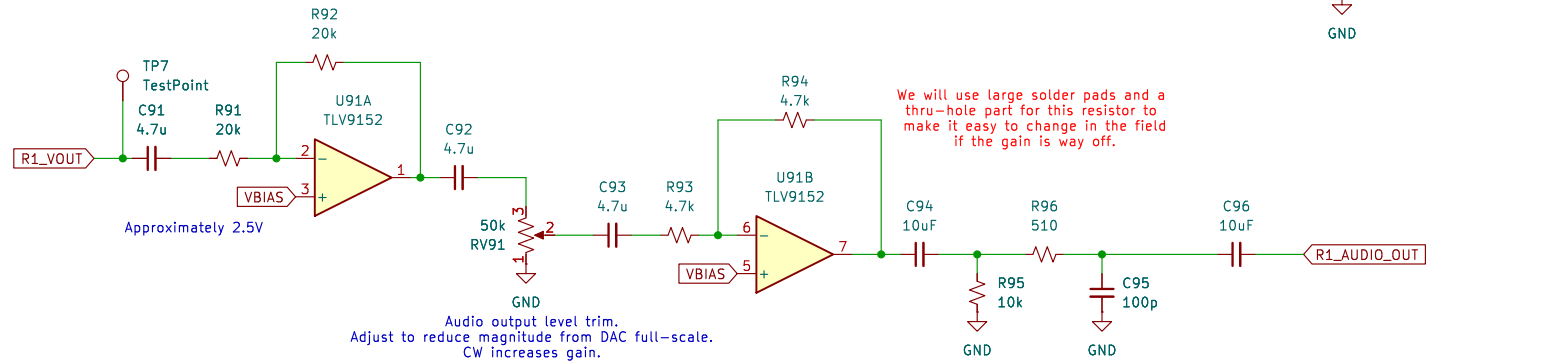 GND
R92
20k
TP7
TestPoint
C91
4.7u
R91
20k
U91A
TLV9152
R1_VOUT
2
−
3
+
1
VBIAS
Approximately 2.5V
C92
4.7u
3
50k
RV91
2
1
GND
Audio output level trim.
Adjust to reduce magnitude from DAC full-scale.
CW increases gain.
C93
4.7u
R93
4.7k
R94
4.7k
We will use large solder pads and a
thru-hole part for this resistor to
make it easy to change in the field
if the gain is way off.
U91B
TLV9152
6
−
VBIAS
5
+
7
C94
10uF
R95
10k
GND
R96
510
C95
100p
GND
C96
10uF
R1_AUDIO_OUT